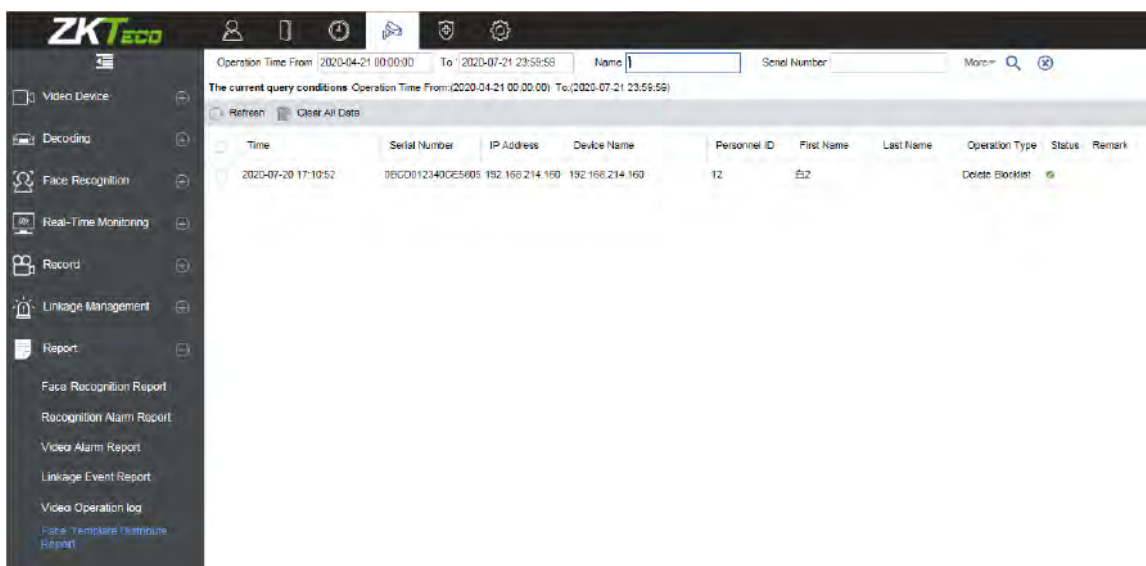 ZKTECO
Operation Time From 2020-04-21 00:00:00 To 2020-07-21 23:59:59 Name Serial Number More
The current query conditions Operation Time From:(2020-04-21 00:00:00) To:(2020-07-21 23:59:59)
Refresh Clear All Data
Time Serial Number IP Address Device Name Personnel ID First Name Last Name Operation Type Status Remark
2020-07-20 17:10:52 192.168.214.160 192.168.214.160 12 白2 Delete Blocklist
Video Device
Decoding
Face Recognition
Real-Time Monitoring
Record
Linkage Management
Report
Face Recognition Report
Recognition Alarm Report
Video Alarm Report
Linkage Event Report
Video Operation log
Face Template Distribute
Report